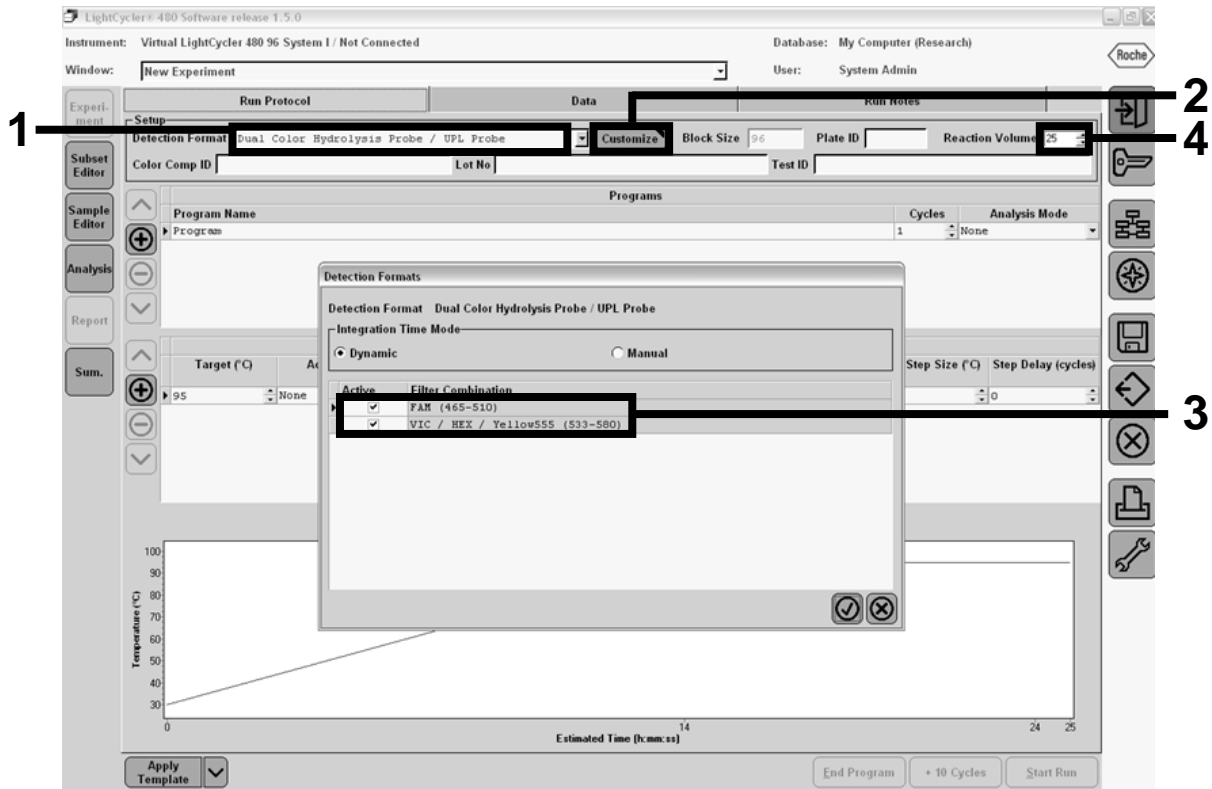 LightCycler® 480 Software release 1.5.0
Instrument: Virtual LightCycler 480 96 System I / Not Connected Database: My Computer (Research)
Roche
Window: New Experiment User: System Admin
Run Protocol Data Run Notes
Experi-
ment
Setup
1
2
4
Detection Format Dual Color Hydrolysis Probe / UPL Probe Customize Block Size 96 Plate ID Reaction Volume 25
Color Comp ID Lot No Test ID
Subset
Editor
Sample
Editor
Analysis
Report
Sum.
Programs
Program Name Cycles Analysis Mode
Program 1 None
Detection Formats
Detection Format Dual Color Hydrolysis Probe / UPL Probe
Integration Time Mode
Dynamic Manual
Active Filter Combination
FAM (465-510)
VIC / HEX / Yellow555 (533-580)
3
Target (°C) Step Size (°C) Step Delay (cycles)
95 None 0
100
90
80
70
60
50
40
30
Temperature (°C)
0 14 24 25
Estimated Time (h:mm:ss)
Apply
Template
End Program + 10 Cycles Start Run